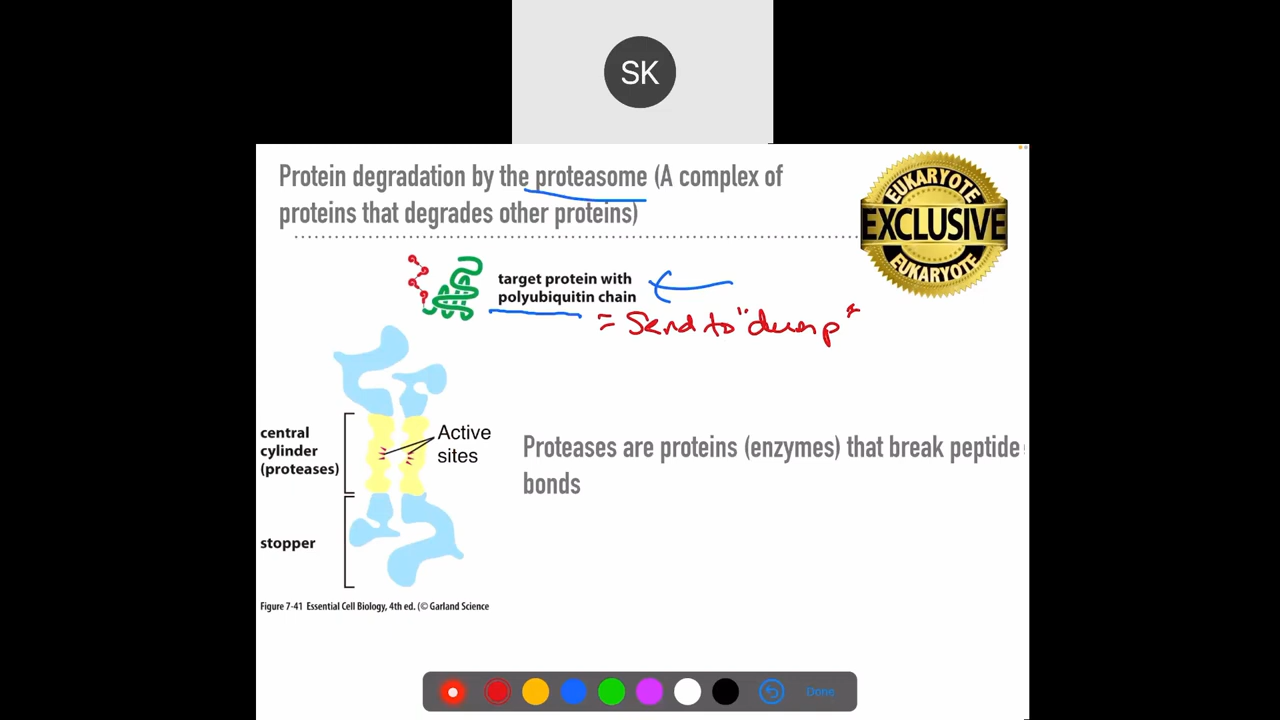 SK
Protein degradation by the proteasome (A complex of
proteins that degrades other proteins)
EUKARYOTE
EXCLUSIVE
EUKARYOTE
target protein with
polyubiquitin chain
= Send to "dump"
central
cylinder
(proteases)
Active
sites
Proteases are proteins (enzymes) that break peptide
bonds
stopper
Figure 7-41 Essential Cell Biology, 4th ed. (© Garland Science
Done